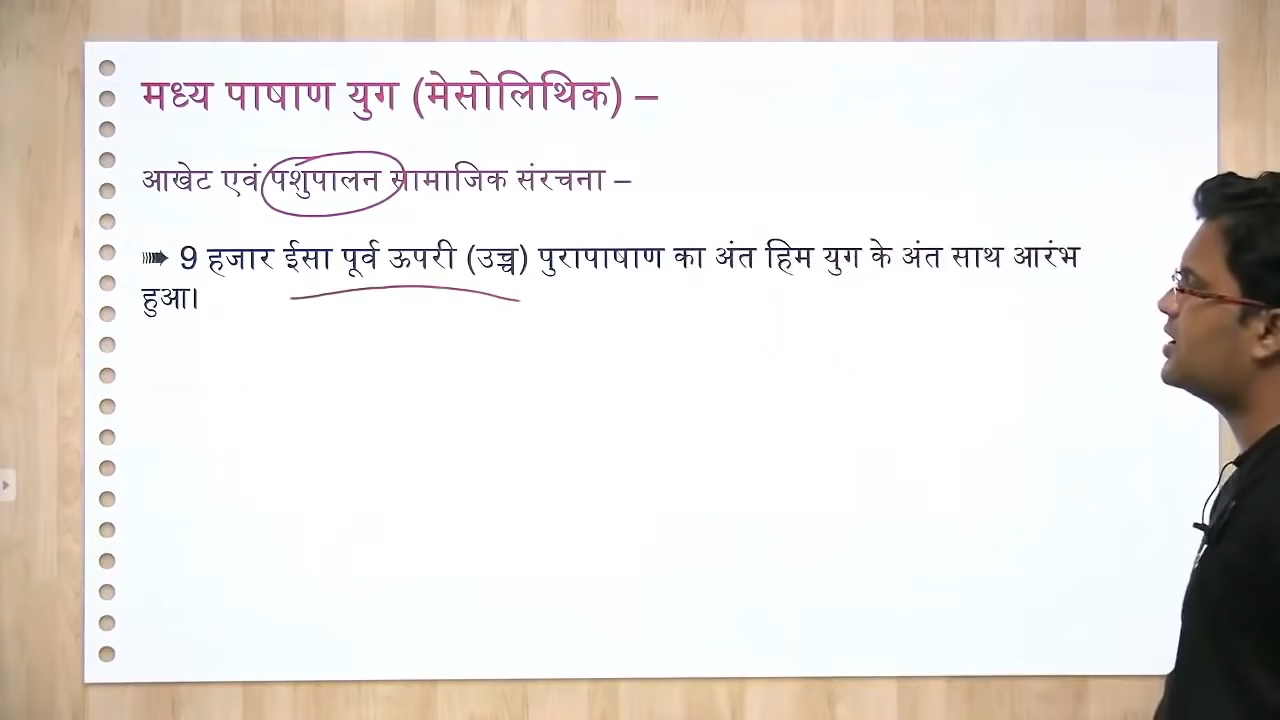 मध्य पाषाण युग (मेसोलिथिक) –
आखेट एवं पशुपालन सामाजिक संरचना –
➠ 9 हजार ईसा पूर्व ऊपरी (उच्च) पुरापाषाण का अंत हिम युग के अंत साथ आरंभ
हुआ।